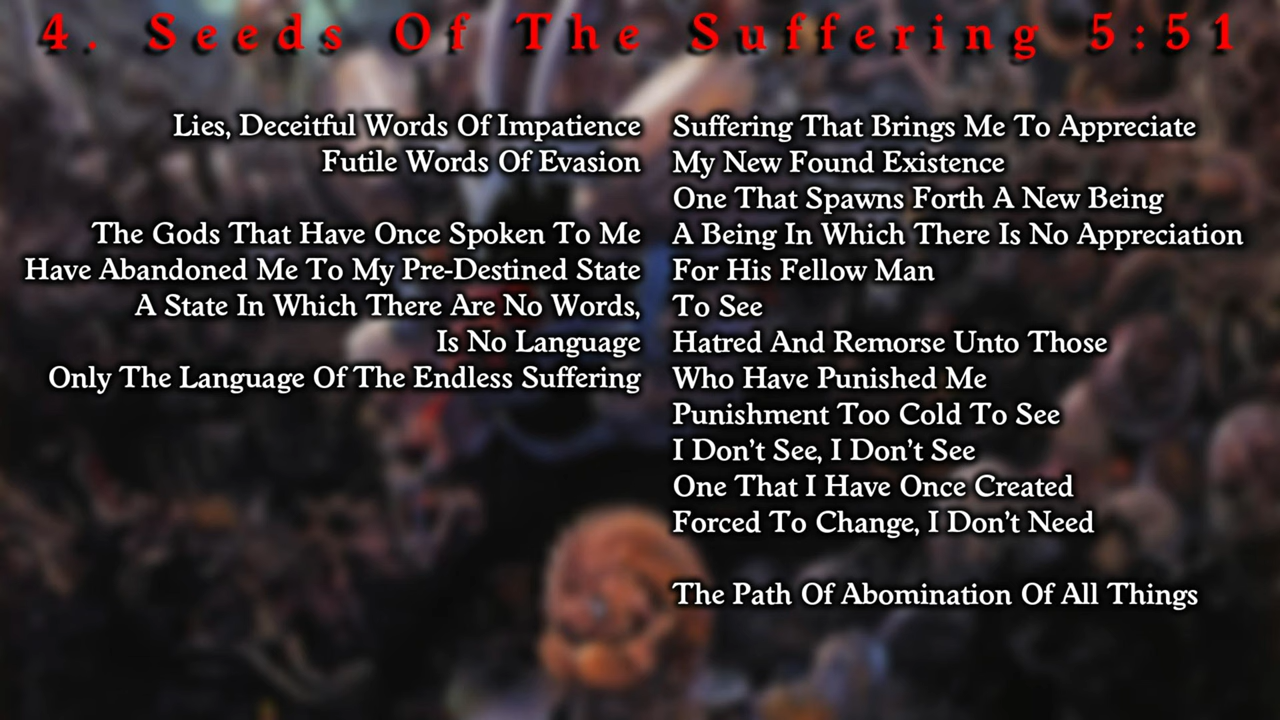 4. Seeds Of The Suffering 5:51
Lies, Deceitful Words Of Impatience
Futile Words Of Evasion
The Gods That Have Once Spoken To Me
Have Abandoned Me To My Pre-Destined State
A State In Which There Are No Words,
Is No Language
Only The Language Of The Endless Suffering
Suffering That Brings Me To Appreciate
My New Found Existence
One That Spawns Forth A New Being
A Being In Which There Is No Appreciation
For His Fellow Man
To See
Hatred And Remorse Unto Those
Who Have Punished Me
Punishment Too Cold To See
I Don't See, I Don't See
One That I Have Once Created
Forced To Change, I Don't Need
The Path Of Abomination Of All Things